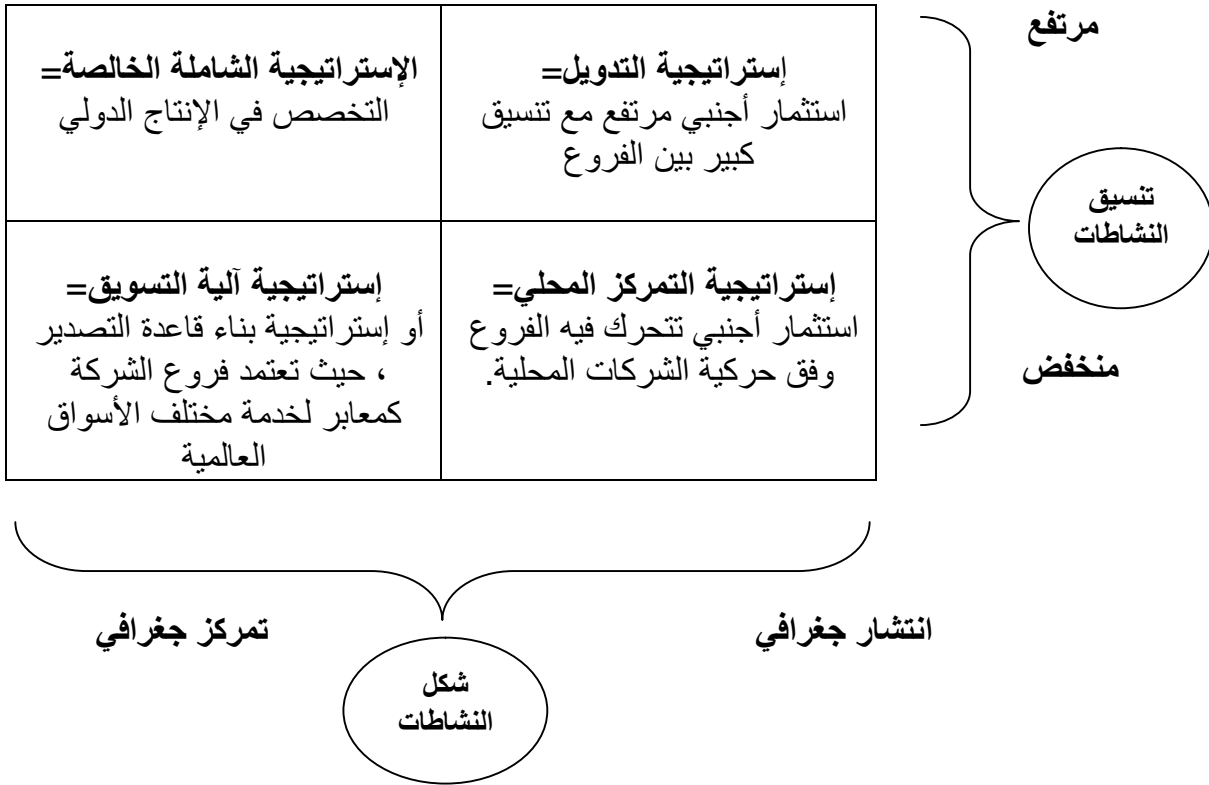 مرتفع
إستراتيجية التدويل=
استثمار أجنبي مرتفع مع تنسيق
كبير بين الفروع
الإستراتيجية الشاملة الخالصة=
التخصص في الإنتاج الدولي
تنسيق
النشاطات
إستراتيجية التمركز المحلي=
استثمار أجنبي تتحرك فيه الفروع
وفق حركية الشركات المحلية.
إستراتيجية آلية التسويق=
أو إستراتيجية بناء قاعدة التصدير
، حيث تعتمد فروع الشركة
كمعابر لخدمة مختلف الأسواق
العالمية
منخفض
انتشار جغرافي
تمركز جغرافي
شكل
النشاطات